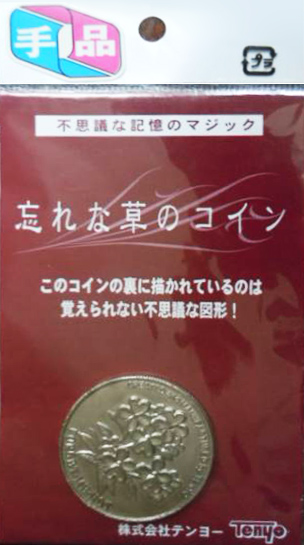 手品
プラ
不思議な記憶のマジック
忘れな草のコイン
このコインの裏に描かれているのは
覚えられない不思議な図形！
株式会社テンヨー Tenyo